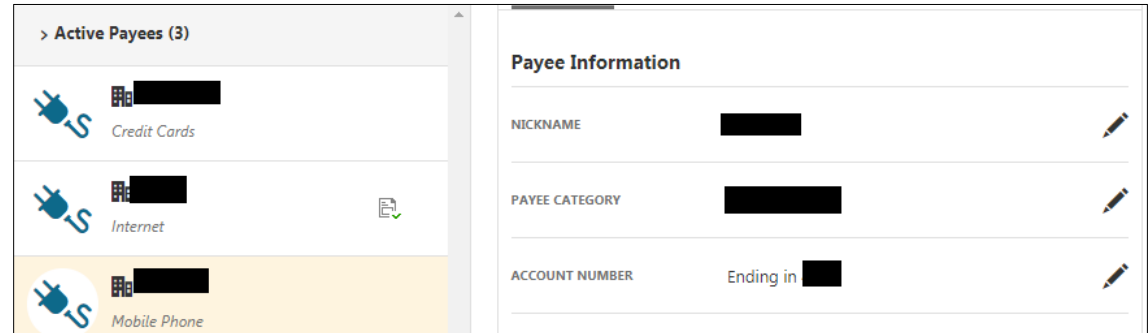 > Active Payees (3)
Credit Cards
Internet
Mobile Phone
Payee Information
NICKNAME
PAYEE CATEGORY
ACCOUNT NUMBER
Ending in